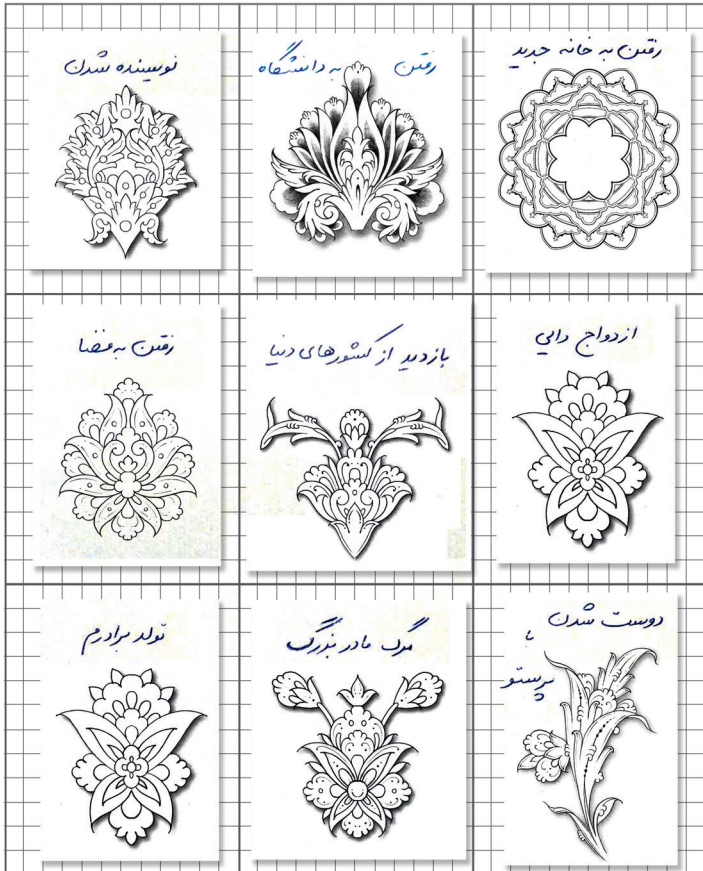 رفتن به خانه جدید
رفتن به دانشگاه
نویسنده شدن
ازدواج دایی
بازدید از کشورهای دنیا
رفتن به فضا
دوست شدن
با
پرستو
مرگ مادر بزرگ
تولد برادرم